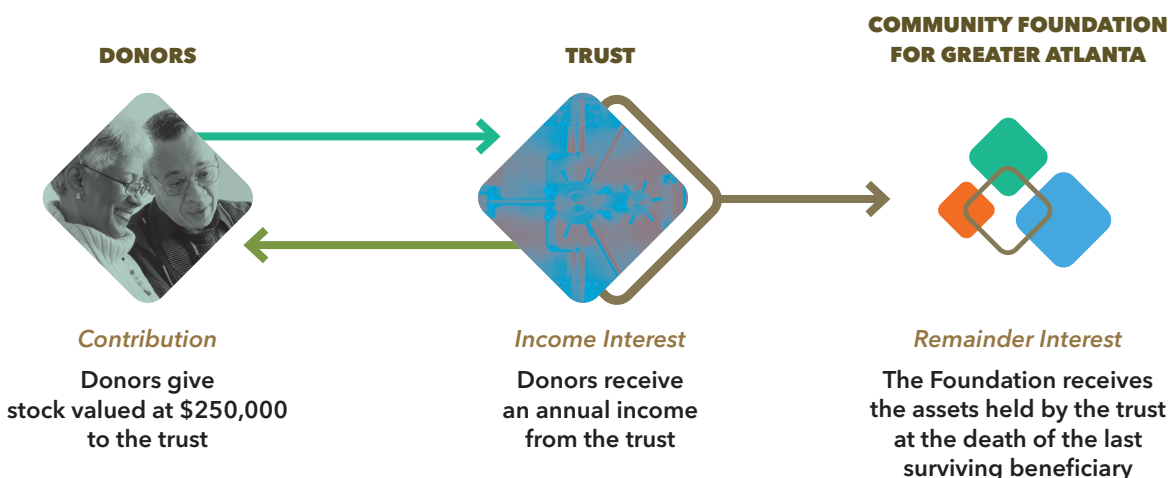 DONORS
TRUST
COMMUNITY FOUNDATION
FOR GREATER ATLANTA
Contribution
Donors give
stock valued at $250,000
to the trust
Income Interest
Donors receive
an annual income
from the trust
Remainder Interest
The Foundation receives
the assets held by the trust
at the death of the last
surviving beneficiary